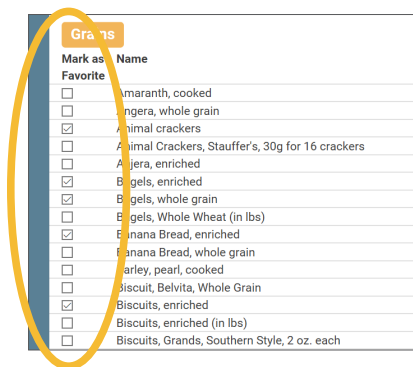 Grains
Mark as Name
Favorite
Amaranth, cooked
Angera, whole grain
Animal crackers
Animal Crackers, Stauffer's, 30g for 16 crackers
Anjera, enriched
Bagels, enriched
Bagels, whole grain
Bagels, Whole Wheat (in lbs)
Banana Bread, enriched
Banana Bread, whole grain
Barley, pearl, cooked
Biscuit, Belvita, Whole Grain
Biscuits, enriched
Biscuits, enriched (in lbs)
Biscuits, Grands, Southern Style, 2 oz. each